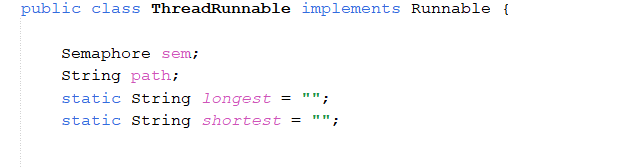 public class ThreadRunnable implements Runnable {
Semaphore sem;
String path;
static String longest = "";
static String shortest = "";